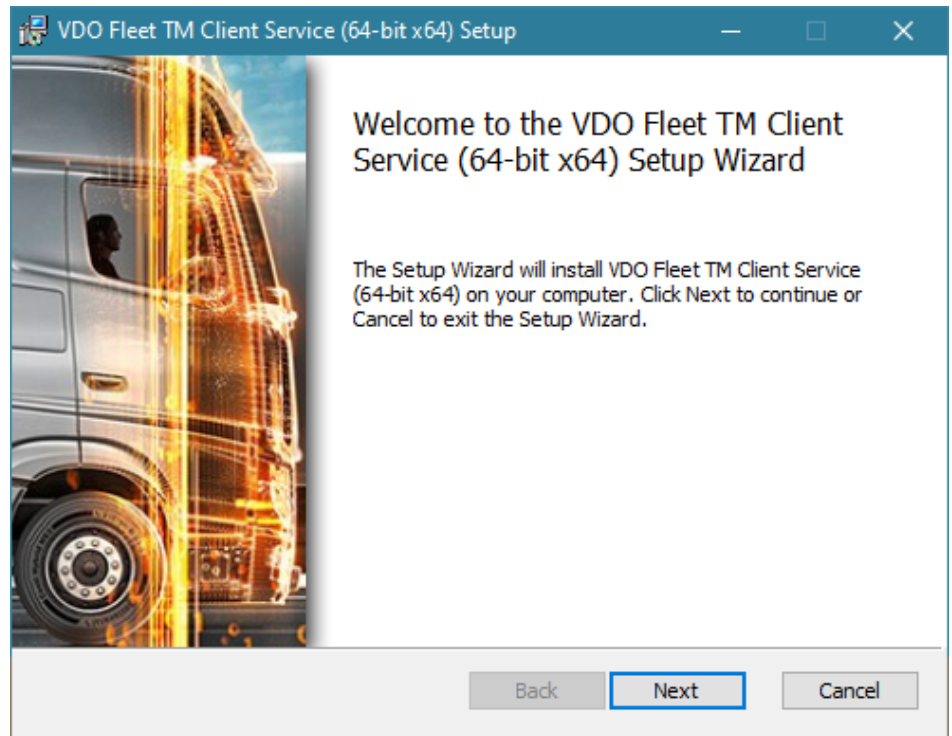 VDO Fleet TM Client Service (64-bit x64) Setup
Welcome to the VDO Fleet TM Client
Service (64-bit x64) Setup Wizard
The Setup Wizard will install VDO Fleet TM Client Service
(64-bit x64) on your computer. Click Next to continue or
Cancel to exit the Setup Wizard.
Back
Next
Cancel